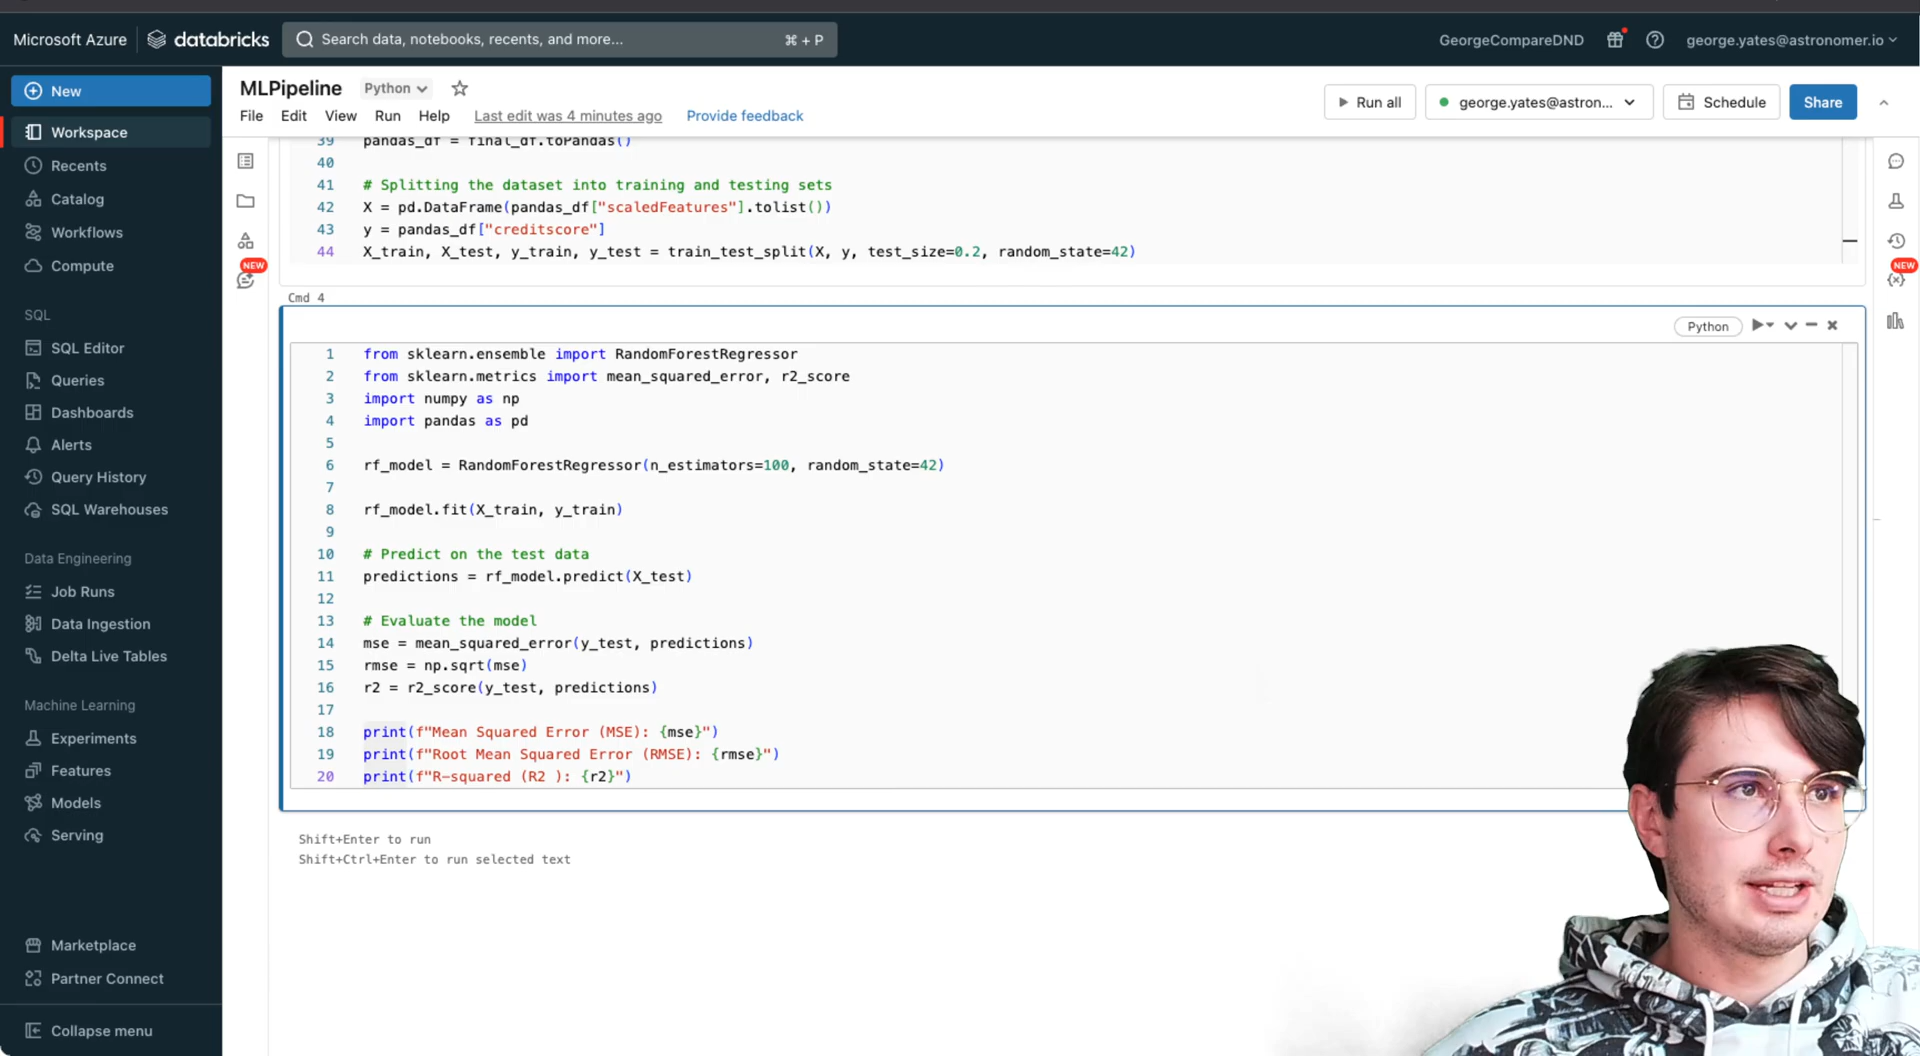 Microsoft Azure databricks Search data, notebooks, recents, and more... ⌘ + P GeorgeCompareDND george.yates@astronomer.io
New
Workspace
Recents
Catalog
Workflows
Compute
SQL
SQL Editor
Queries
Dashboards
Alerts
Query History
SQL Warehouses
Data Engineering
Job Runs
Data Ingestion
Delta Live Tables
Machine Learning
Experiments
Features
Models
Serving
Marketplace
Partner Connect
Collapse menu
MLPipeline Python
File Edit View Run Help Last edit was 4 minutes ago Provide feedback
Run all george.yates@astron... Schedule Share
NEW
NEW
39 pandas_df = final_df.toPandas()
40
41 # Splitting the dataset into training and testing sets
42 X = pd.DataFrame(pandas_df["scaledFeatures"].tolist())
43 y = pandas_df["creditscore"]
44 X_train, X_test, y_train, y_test = train_test_split(X, y, test_size=0.2, random_state=42)
Cmd 4
Python
1 from sklearn.ensemble import RandomForestRegressor
2 from sklearn.metrics import mean_squared_error, r2_score
3 import numpy as np
4 import pandas as pd
5
6 rf_model = RandomForestRegressor(n_estimators=100, random_state=42)
7
8 rf_model.fit(X_train, y_train)
9
10 # Predict on the test data
11 predictions = rf_model.predict(X_test)
12
13 # Evaluate the model
14 mse = mean_squared_error(y_test, predictions)
15 rmse = np.sqrt(mse)
16 r2 = r2_score(y_test, predictions)
17
18 print(f"Mean Squared Error (MSE): {mse}")
19 print(f"Root Mean Squared Error (RMSE): {rmse}")
20 print(f"R-squared (R2 ): {r2}")
Shift+Enter to run
Shift+Ctrl+Enter to run selected text